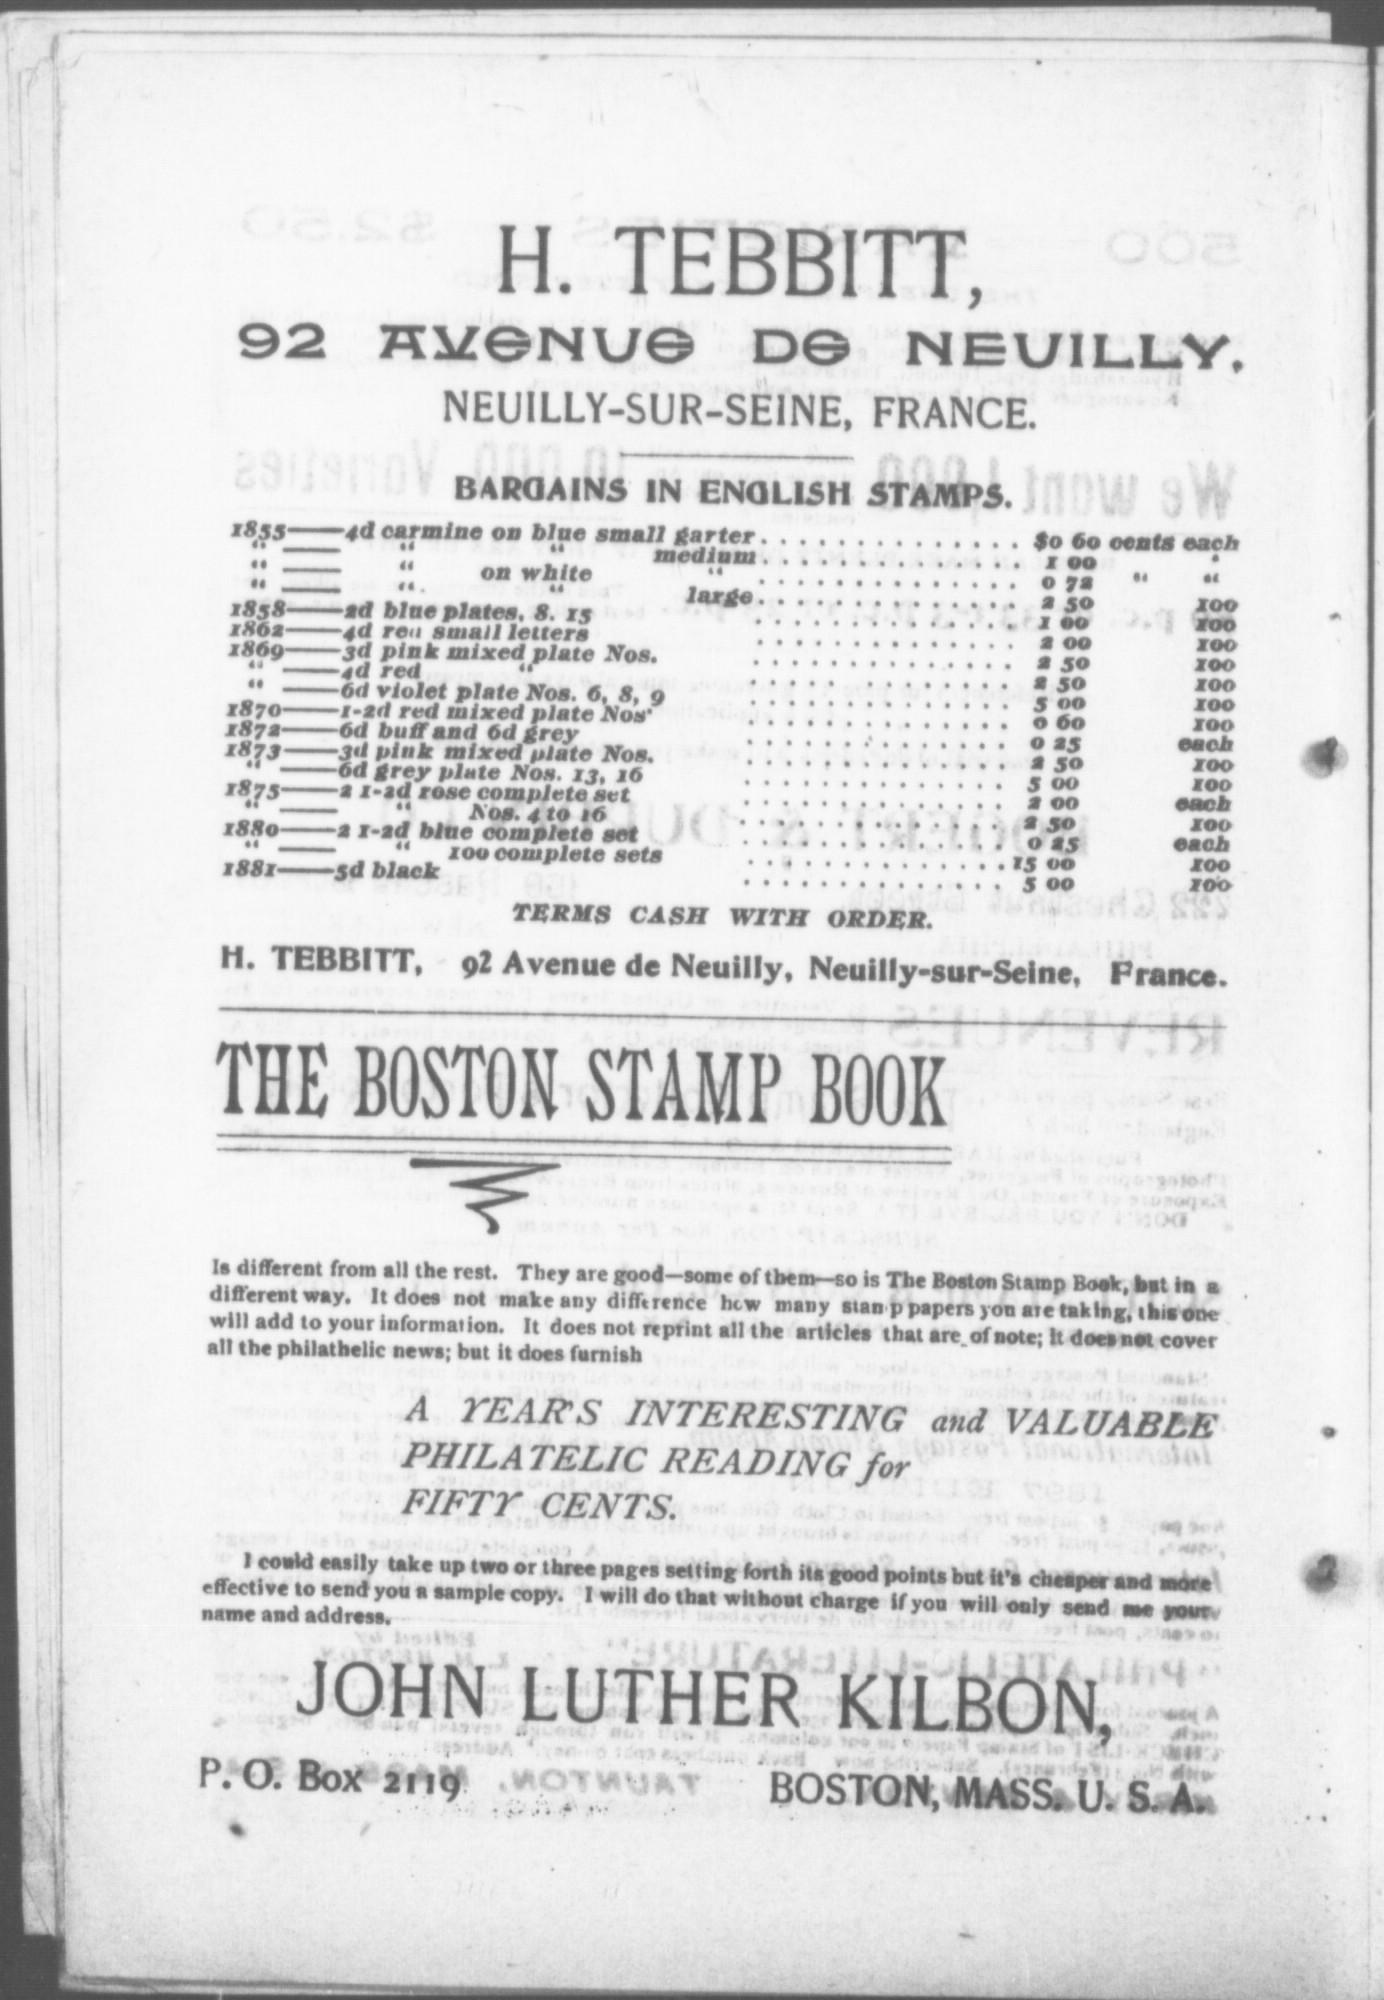 H. TEBBITT,
92 AVENUE DE NEUILLY.
NEUILLY-SUR-SEINE, FRANCE.
BARGAINS IN ENGLISH STAMPS.
1855——4d carmine on blue small garter . . . . . . . . . . . . . . $0 60 cents each
“ —— “ “ medium . . . . . . . . . . . . . . 1 00 “
“ —— “ on white “ . . . . . . . . . . . . . . 0 72 “ “
“ —— “ “ large . . . . . . . . . . . . . . 2 50 100
1858——2d blue plates, 8. 15 . . . . . . . . . . . . . . 1 00 100
1862——4d red small letters . . . . . . . . . . . . . . 2 00 100
1869——3d pink mixed plate Nos. . . . . . . . . . . . . . . 2 50 100
“ ——4d red “ . . . . . . . . . . . . . . 2 50 100
“ ——6d violet plate Nos. 6, 8, 9 . . . . . . . . . . . . . . 5 00 100
1870——1-2d red mixed plate Nos . . . . . . . . . . . . . . 0 60 100
1872——6d buff and 6d grey . . . . . . . . . . . . . . 0 25 each
1873——3d pink mixed plate Nos. . . . . . . . . . . . . . . 2 50 100
“ ——6d grey plate Nos. 13, 16 . . . . . . . . . . . . . . 5 00 100
1875——2 1-2d rose complete set . . . . . . . . . . . . . . 2 00 each
“ —— “ Nos. 4 to 16 . . . . . . . . . . . . . . 2 50 100
1880——2 1-2d blue complete set . . . . . . . . . . . . . . 0 25 each
“ —— “ 100 complete sets . . . . . . . . . . . . . . 15 00 100
1881——5d black . . . . . . . . . . . . . . 5 00 100
TERMS CASH WITH ORDER.
H. TEBBITT, 92 Avenue de Neuilly, Neuilly-sur-Seine, France.
THE BOSTON STAMP BOOK
Is different from all the rest. They are good—some of them—so is The Boston Stamp Book, but in a
different way. It does not make any difference how many stamp papers you are taking, this one
will add to your information. It does not reprint all the articles that are of note; it does not cover
all the philathelic news; but it does furnish
A YEAR'S INTERESTING and VALUABLE
PHILATELIC READING for
FIFTY CENTS.
I could easily take up two or three pages setting forth its good points but it's cheaper and more
effective to send you a sample copy. I will do that without charge if you will only send me your
name and address.
JOHN LUTHER KILBON,
P. O. Box 2119 BOSTON, MASS. U. S. A.